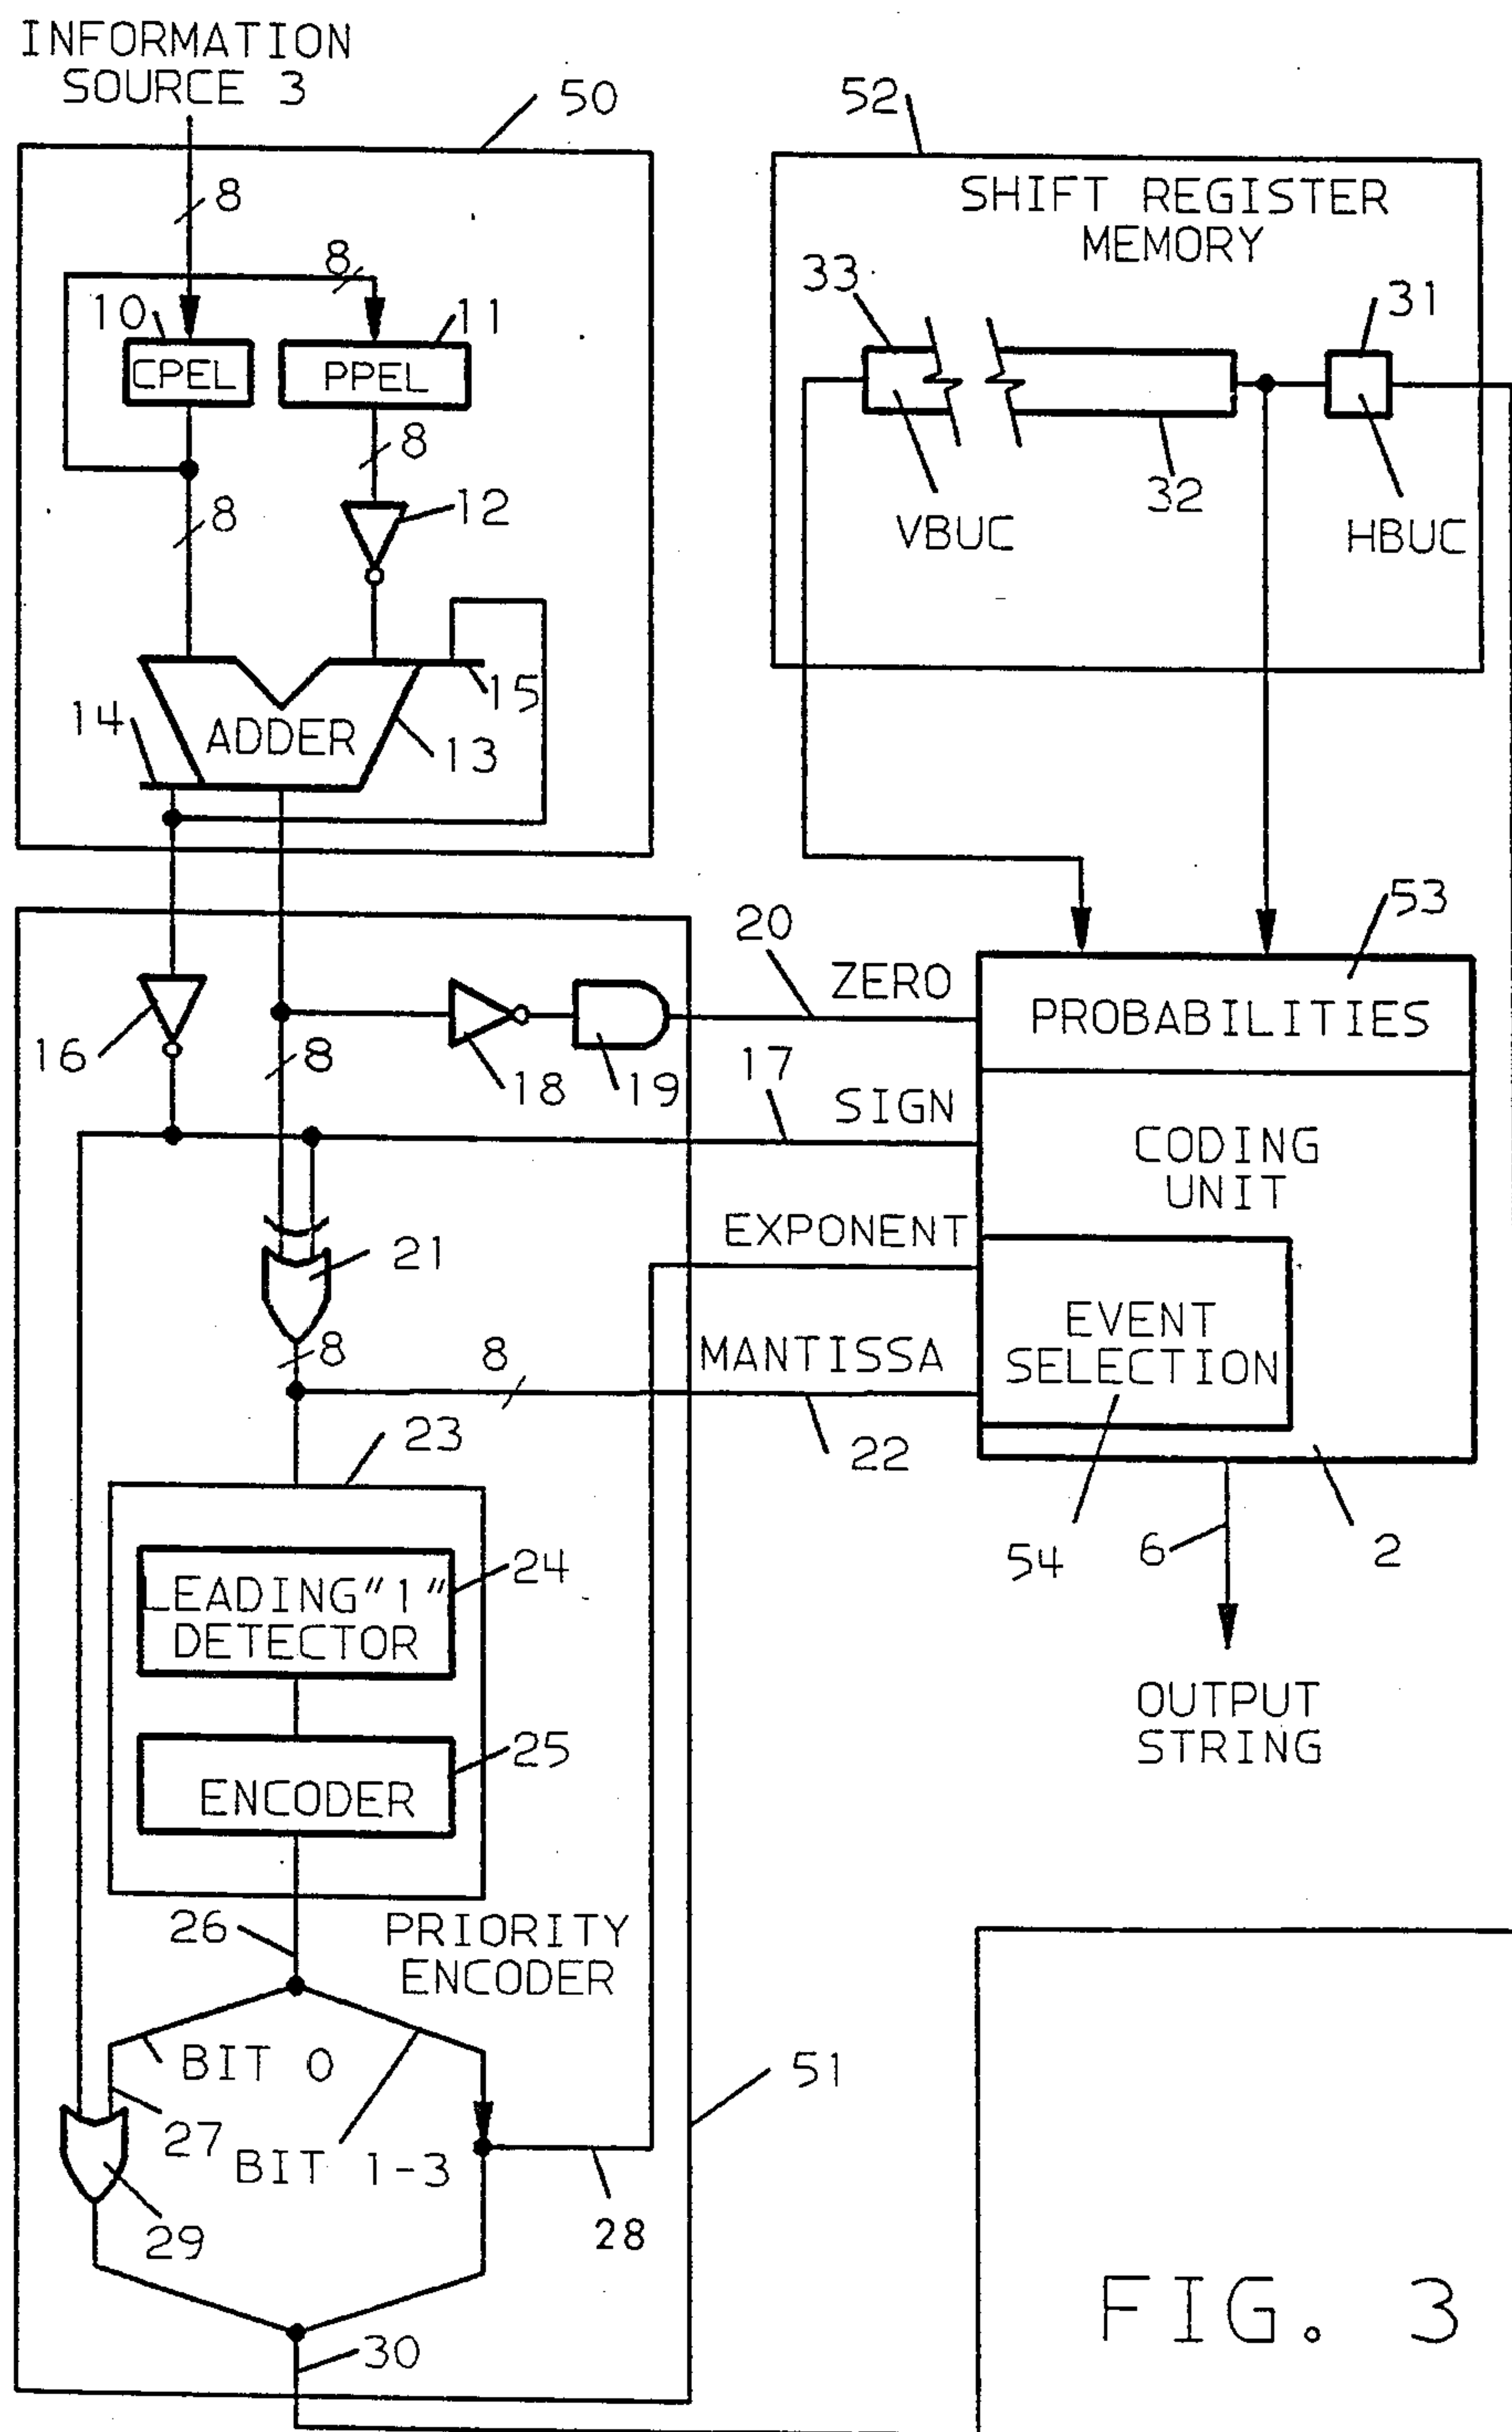 INFORMATION
SOURCE 3
50
52
8
SHIFT REGISTER
MEMORY
8
33
31
10
11
CPEL
PPEL
8
8
12
32
VBUC
HBUC
15
14
ADDER
13
53
20
ZERO
PROBABILITIES
16
8
18
19
17
SIGN
CODING
UNIT
EXPONENT
21
EVENT
SELECTION
8
8
MANTISSA
23
22
54
6
2
24
LEADING "1"
DETECTOR
OUTPUT
STRING
25
ENCODER
26
PRIORITY
ENCODER
BIT 0
51
27
BIT 1-3
29
28
30
FIG. 3